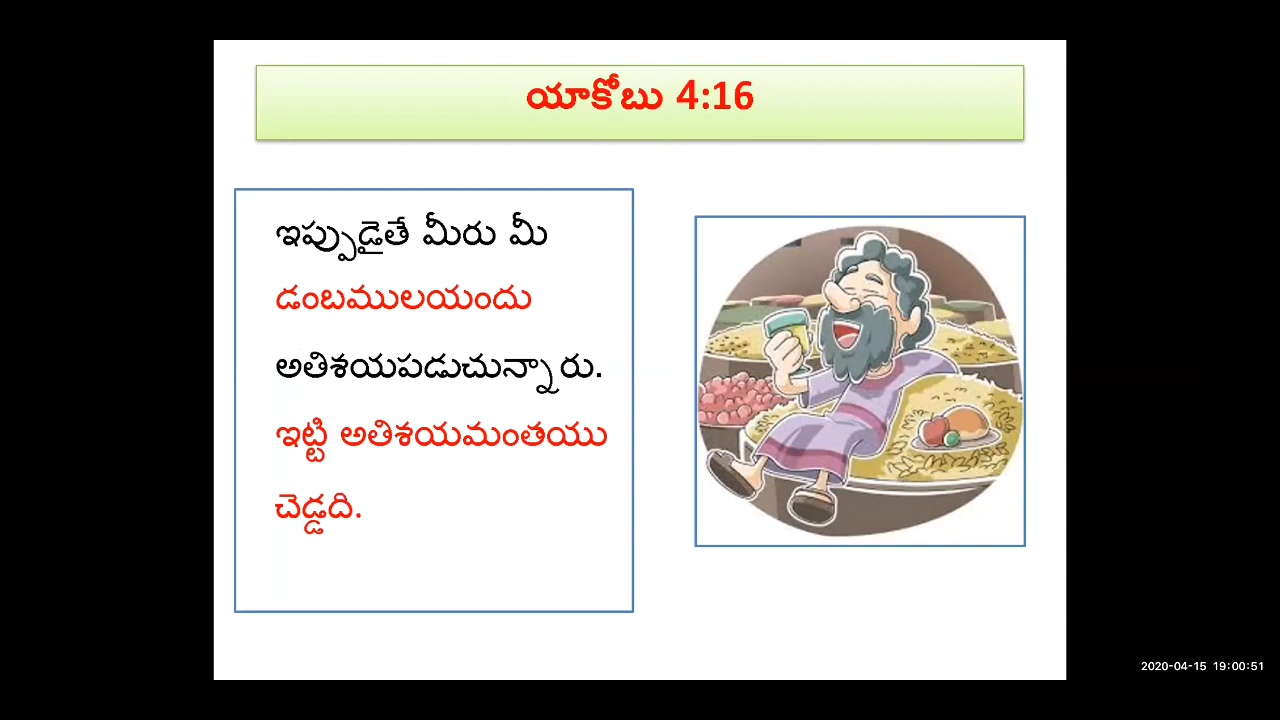 యాకోబు 4:16
ఇప్పుడైతే మీరు మీ
డంబములయందు
అతిశయపడుచున్నారు.
ఇట్టి అతిశయమంతయు
చెడ్డది.
2020-04-15 19:00:51